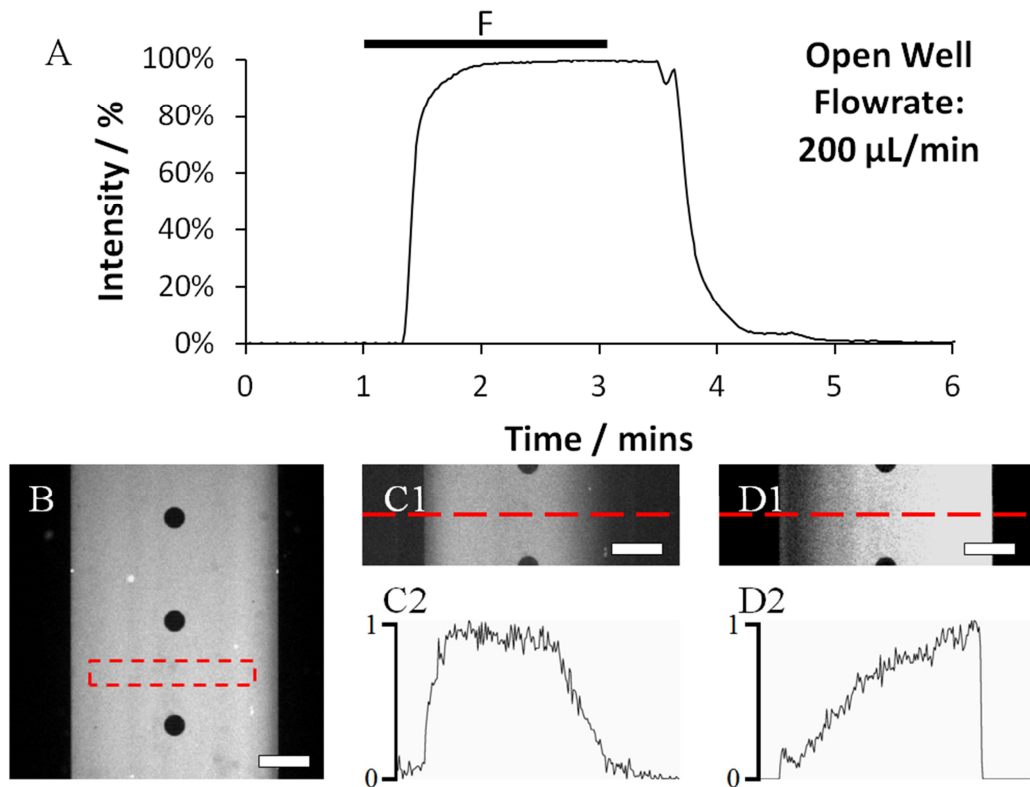 A
F
Open Well
Flowrate:
200 µL/min
Intensity / %
100%
80%
60%
40%
20%
0%
0 1 2 3 4 5 6
Time / mins
B
C1
D1
C2
D2
1
0
1
0